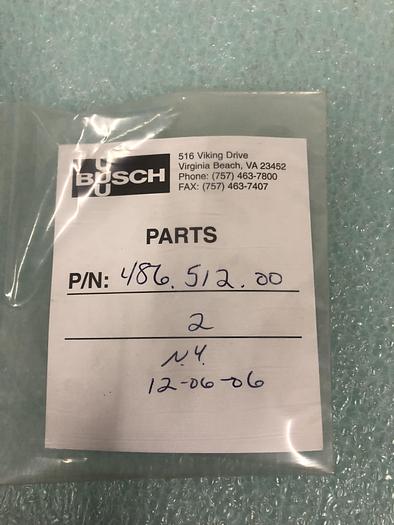 BUSCH
516 Viking Drive
Virginia Beach, VA 23452
Phone: (757) 463-7800
FAX: (757) 463-7407
PARTS
P/N: 486.512.00
2
N.Y.
12-06-06